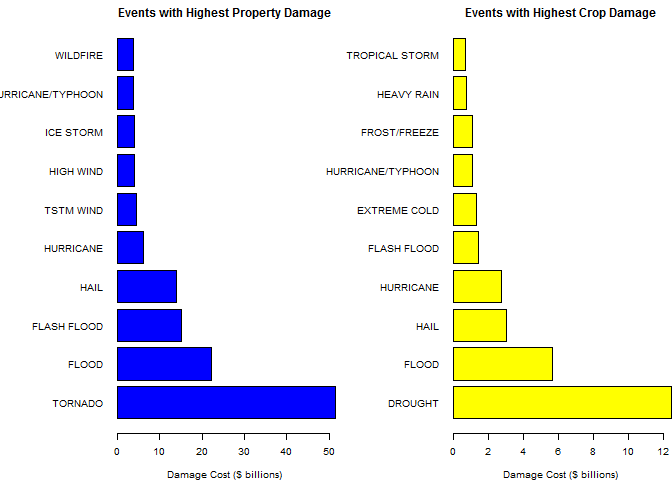 Events with Highest Property Damage
WILDFIRE
URRICANE/TYPHOON
ICE STORM
HIGH WIND
TSTM WIND
HURRICANE
HAIL
FLASH FLOOD
FLOOD
TORNADO
0 10 20 30 40 50
Damage Cost ($ billions)
Events with Highest Crop Damage
TROPICAL STORM
HEAVY RAIN
FROST/FREEZE
HURRICANE/TYPHOON
EXTREME COLD
FLASH FLOOD
HURRICANE
HAIL
FLOOD
DROUGHT
0 2 4 6 8 10 12
Damage Cost ($ billions)